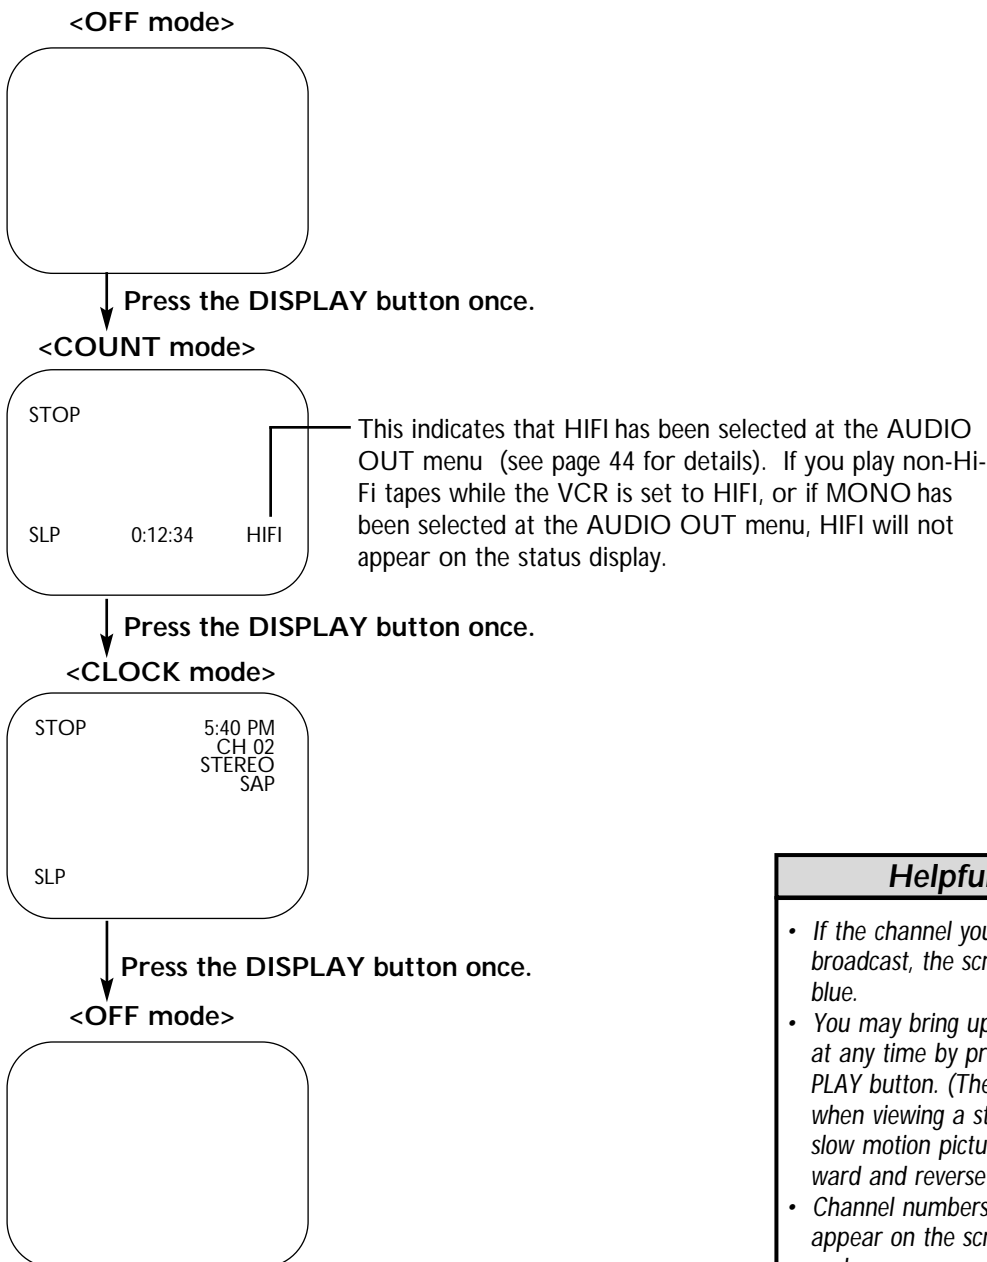 <OFF mode>
Press the DISPLAY button once.
<COUNT mode>
STOP
SLP 0:12:34 HIFI
This indicates that HIFI has been selected at the AUDIO
OUT menu (see page 44 for details). If you play non-Hi-
Fi tapes while the VCR is set to HIFI, or if MONO has
been selected at the AUDIO OUT menu, HIFI will not
appear on the status display.
Press the DISPLAY button once.
<CLOCK mode>
STOP 5:40 PM
CH 02
STEREO
SAP
SLP
Press the DISPLAY button once.
<OFF mode>
Helpful
• If the channel you
broadcast, the scr
blue.
• You may bring up
at any time by pr
PLAY button. (The
when viewing a st
slow motion pictu
ward and reverse
• Channel numbers
appear on the scr